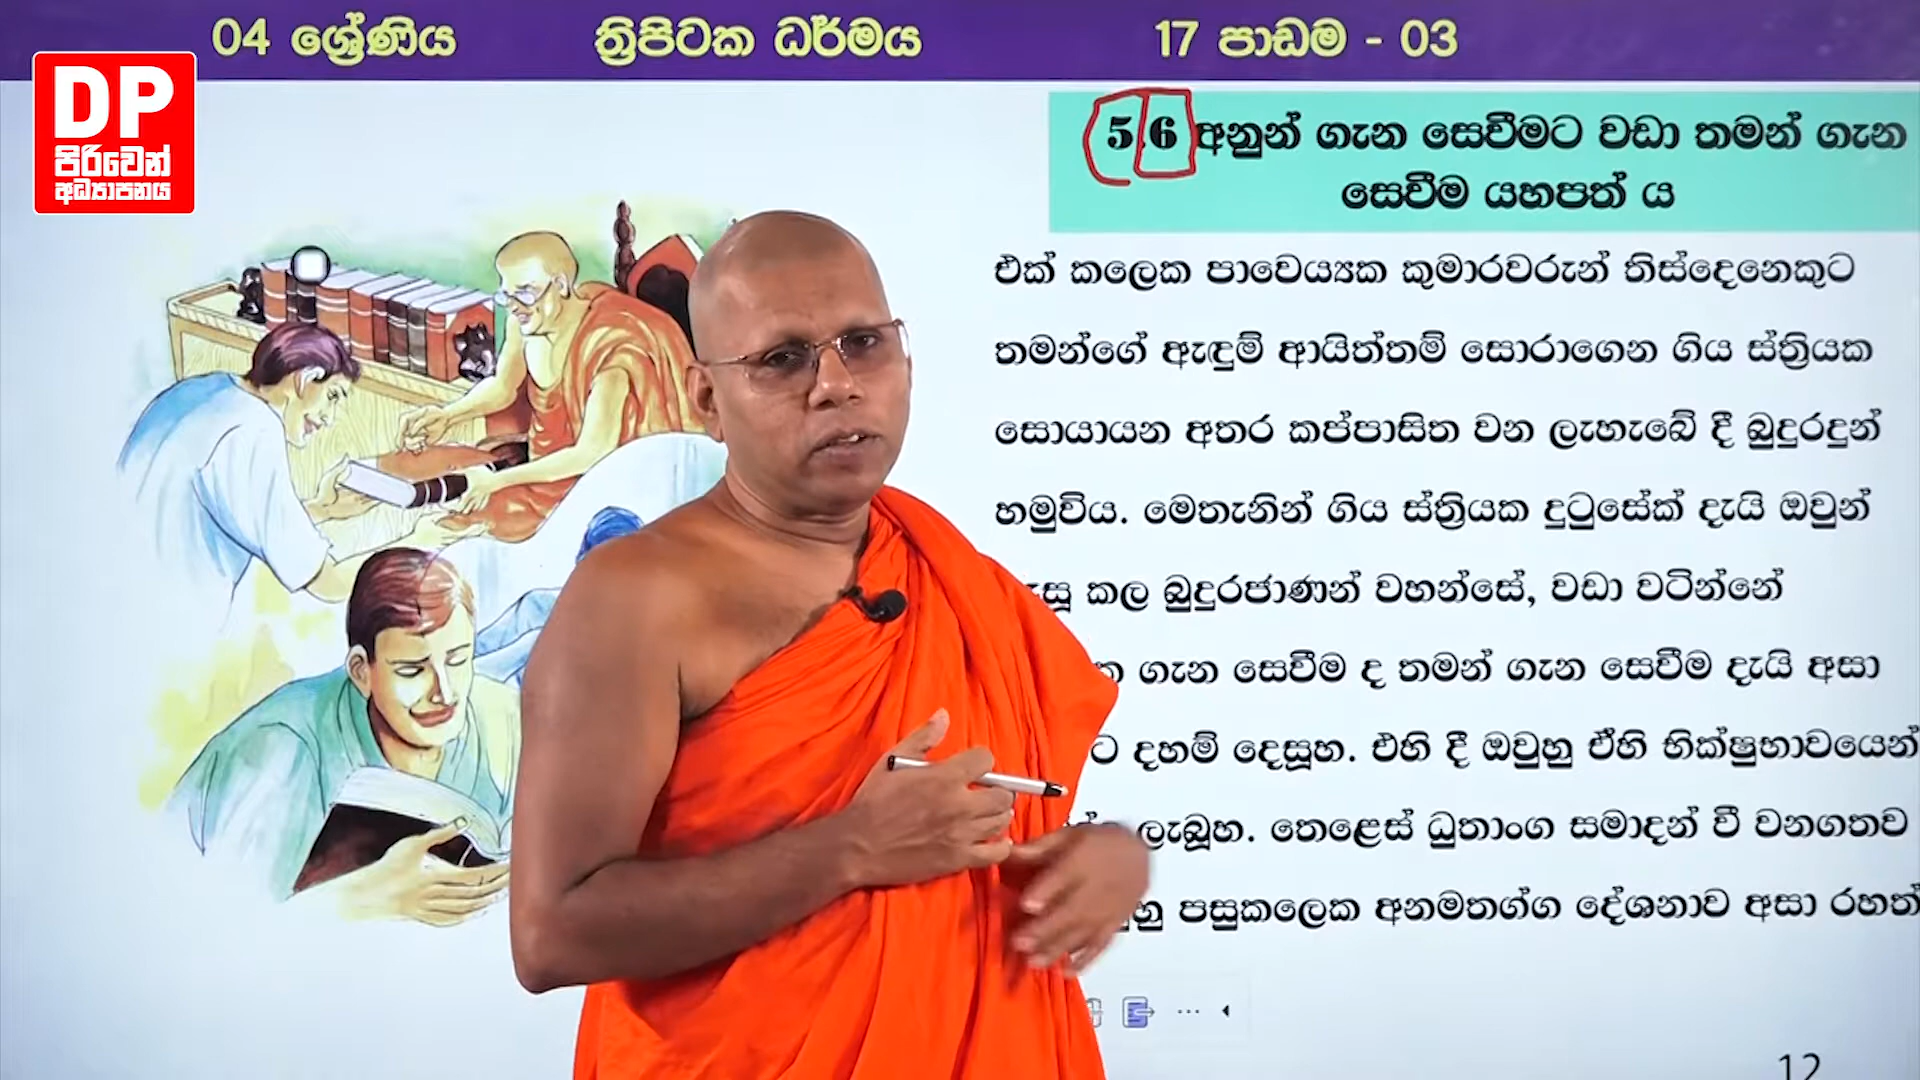 04 ශ්‍රේණිය ත්‍රිපිටක ධර්මය 17 පාඩම - 03
DP
පිරිවෙන්
අධ්‍යාපනය
5.6 අනුන් ගැන සෙවීමට වඩා තමන් ගැන
සෙවීම යහපත් ය
එක් කලෙක පාවෙය්‍යක කුමාරවරුන් තිස්දෙනෙකුට
තමන්ගේ ඇඳුම් ආයිත්තම් සොරාගෙන ගිය ස්ත්‍රියක
සොයායන අතර කප්පාසිත වන ලැහැබේ දී බුදුරදුන්
හමුවිය. මෙතැනින් ගිය ස්ත්‍රියක දුටුසේක් දැයි ඔවුන්
කල බුදුරජාණන් වහන්සේ, වඩා වටින්නේ
ගැන සෙවීම ද තමන් ගැන සෙවීම දැයි අසා
දහම් දෙසූහ. එහි දී ඔවුහු ඒහි භික්ෂුභාවයෙන්
ලැබූහ. තෙළෙස් ධුතාංග සමාදන් වී වනගතව
පසුකලෙක අනමතග්ග දේශනාව අසා රහත්
12